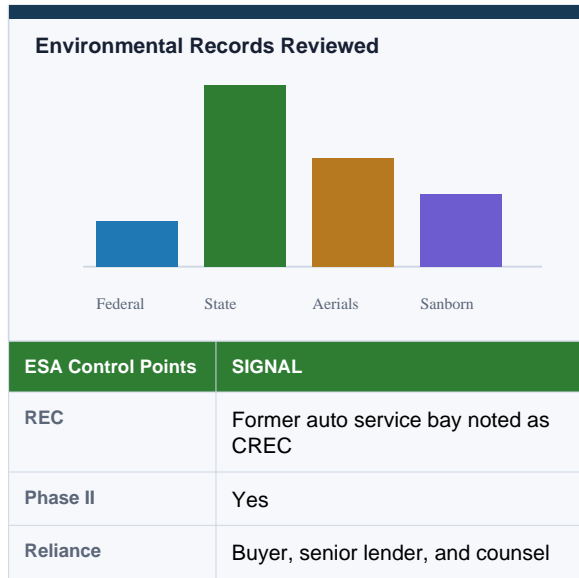 Environmental Records Reviewed
Federal State Aerials Sanborn
ESA Control Points SIGNAL
REC Former auto service bay noted as
CREC
Phase II Yes
Reliance Buyer, senior lender, and counsel